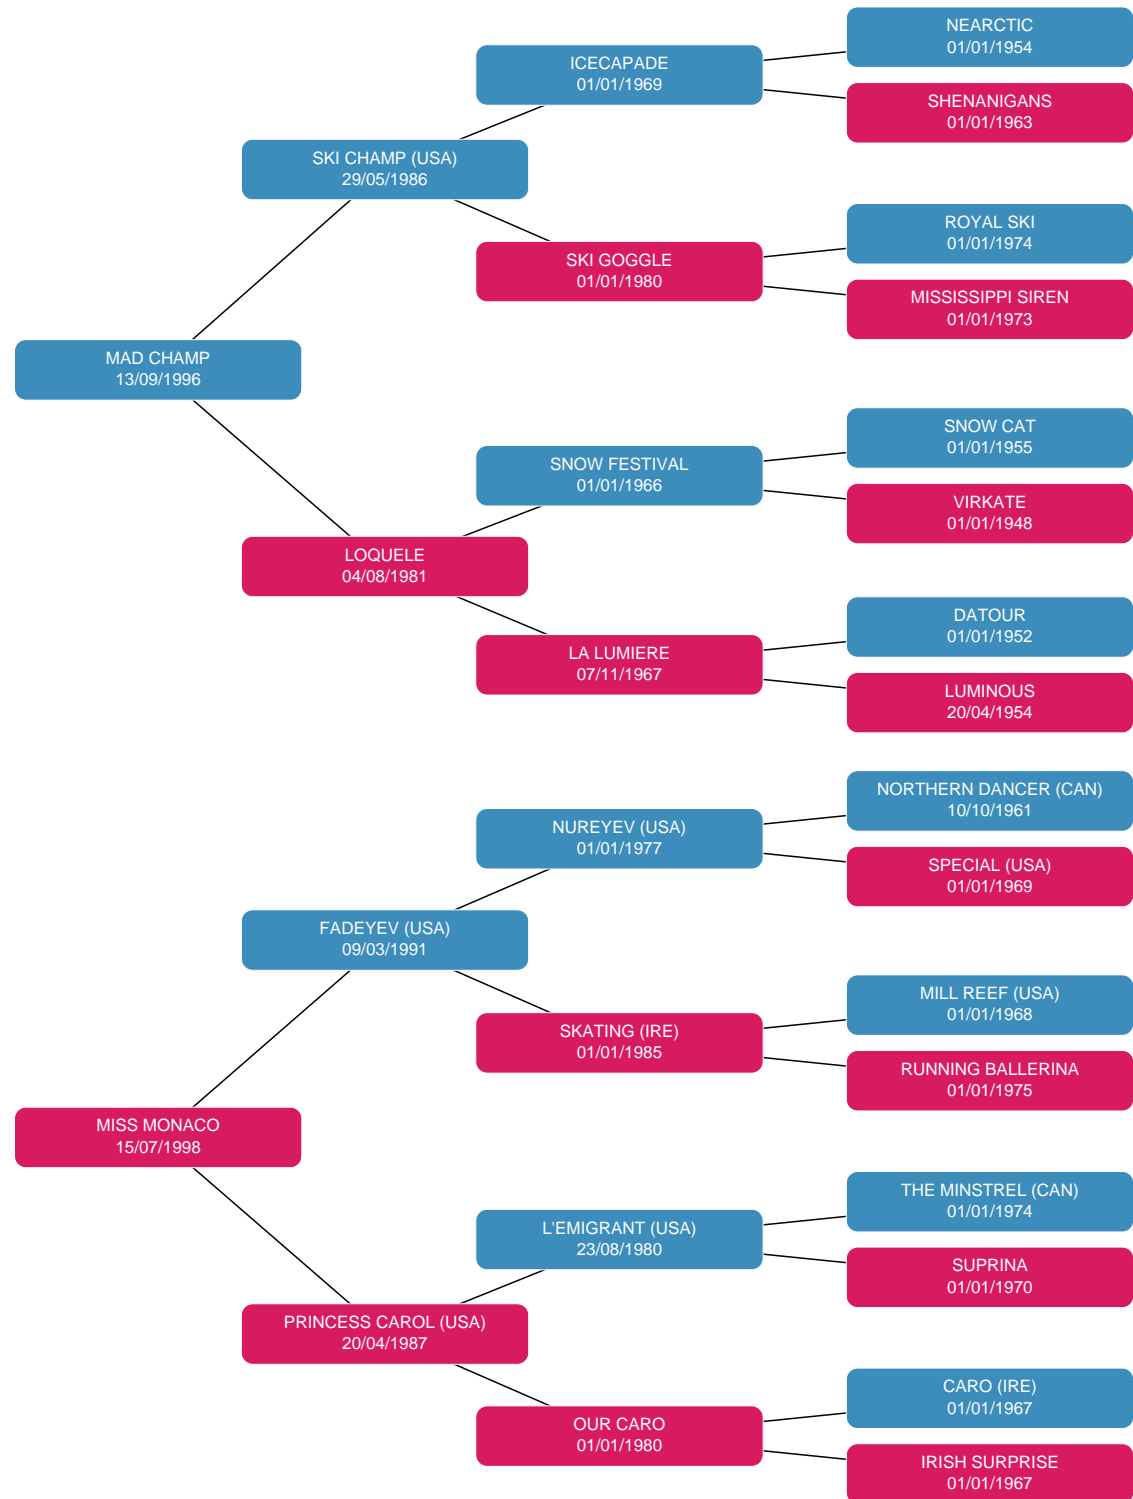 NEARCTIC
01/01/1954
ICECAPADE
01/01/1969
SHENANIGANS
01/01/1963
SKI CHAMP (USA)
29/05/1986
ROYAL SKI
01/01/1974
SKI GOGGLE
01/01/1980
MISSISSIPPI SIREN
01/01/1973
MAD CHAMP
13/09/1996
SNOW CAT
01/01/1955
SNOW FESTIVAL
01/01/1966
VIRKATE
01/01/1948
LOQUELE
04/08/1981
DATOUR
01/01/1952
LA LUMIERE
07/11/1967
LUMINOUS
20/04/1954
NORTHERN DANCER (CAN)
10/10/1961
NUREYEV (USA)
01/01/1977
SPECIAL (USA)
01/01/1969
FADEYEV (USA)
09/03/1991
MILL REEF (USA)
01/01/1968
SKATING (IRE)
01/01/1985
RUNNING BALLERINA
01/01/1975
MISS MONACO
15/07/1998
THE MINSTREL (CAN)
01/01/1974
L'EMIGRANT (USA)
23/08/1980
SUPRINA
01/01/1970
PRINCESS CAROL (USA)
20/04/1987
CARO (IRE)
01/01/1967
OUR CARO
01/01/1980
IRISH SURPRISE
01/01/1967